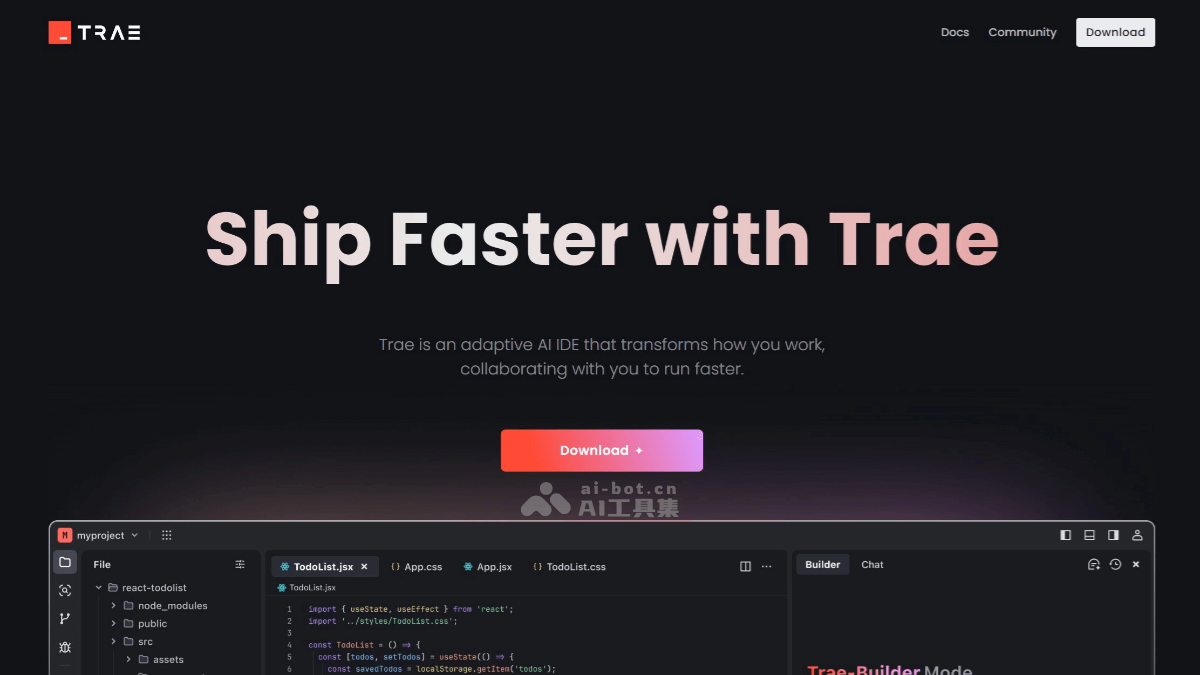 TRAE
Docs Community Download
Ship Faster with Trae
Trae is an adaptive AI IDE that transforms how you work,
collaborating with you to run faster.
Download +
ai-bot.cn
AI工具集
M myproject
File
TodoList.jsx × {} App.css App.jsx {} TodoList.css
Builder Chat
react-todolist
TodoList.jsx
node_modules
public
src
assets
1 import { useState, useEffect } from 'react';
2 import '../styles/TodoList.css';
3
4 const TodoList = () => {
5 const [todos, setTodos] = useState(() => {
6 const savedTodos = localStorage.getItem('todos');
Trae-Builder Mode